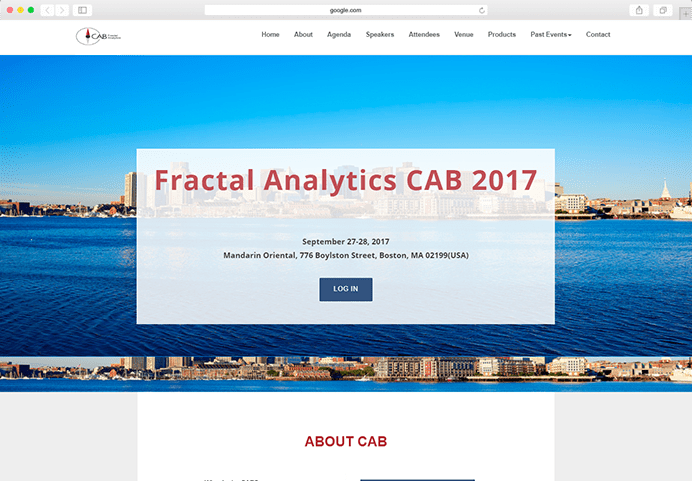 google.com
CAB
Home About Agenda Speakers Attendees Venue Products Past Events Contact
Fractal Analytics CAB 2017
September 27-28, 2017
Mandarin Oriental, 776 Boylston Street, Boston, MA 02199(USA)
LOG IN
ABOUT CAB